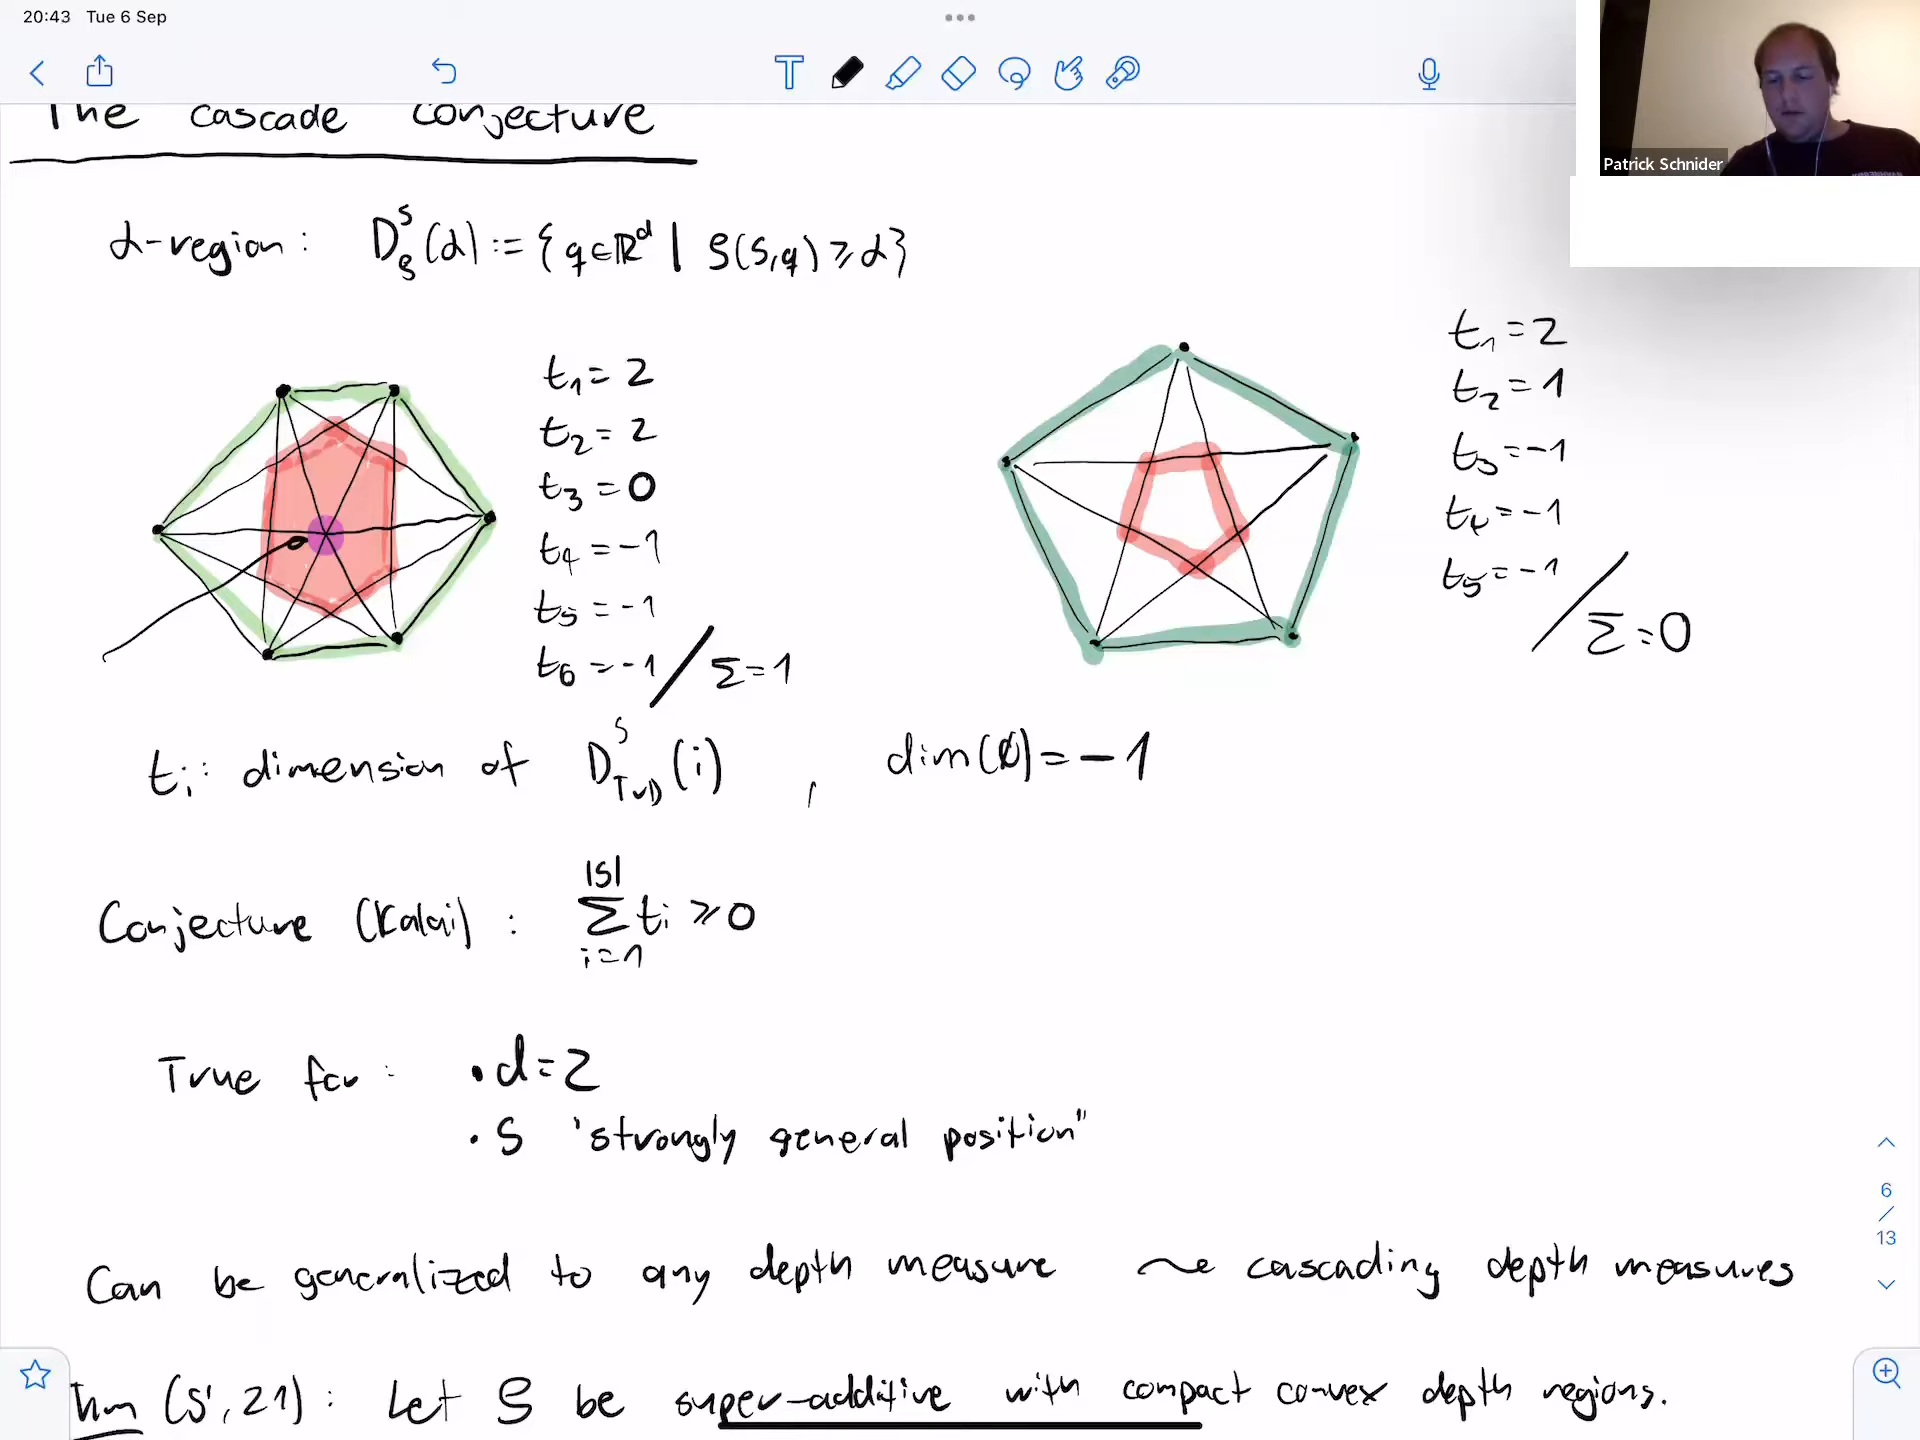 20:43 Tue 6 Sep
Patrick Schnider
The cascade conjecture
α-region: D_ρ^S(α) := {q∈ℝ^d | ρ(S,q) ≥ α}
t₁ = 2
t₂ = 2
t₃ = 0
t₄ = -1
t₅ = -1
t₆ = -1 / Σ = 1
t₁ = 2
t₂ = 1
t₃ = -1
t₄ = -1
t₅ = -1 / Σ = 0
tᵢ: dimension of D_TvD^S(i) , dim(∅) = -1
Conjecture (Kalai): Σ_{i=1}^{|S|} tᵢ ≥ 0
True for: • d=2
• S "strongly general position"
Can be generalized to any depth measure ~ cascading depth measures
Thm (S', 21): Let ρ be super-additive with compact convex depth regions.
6
/
13